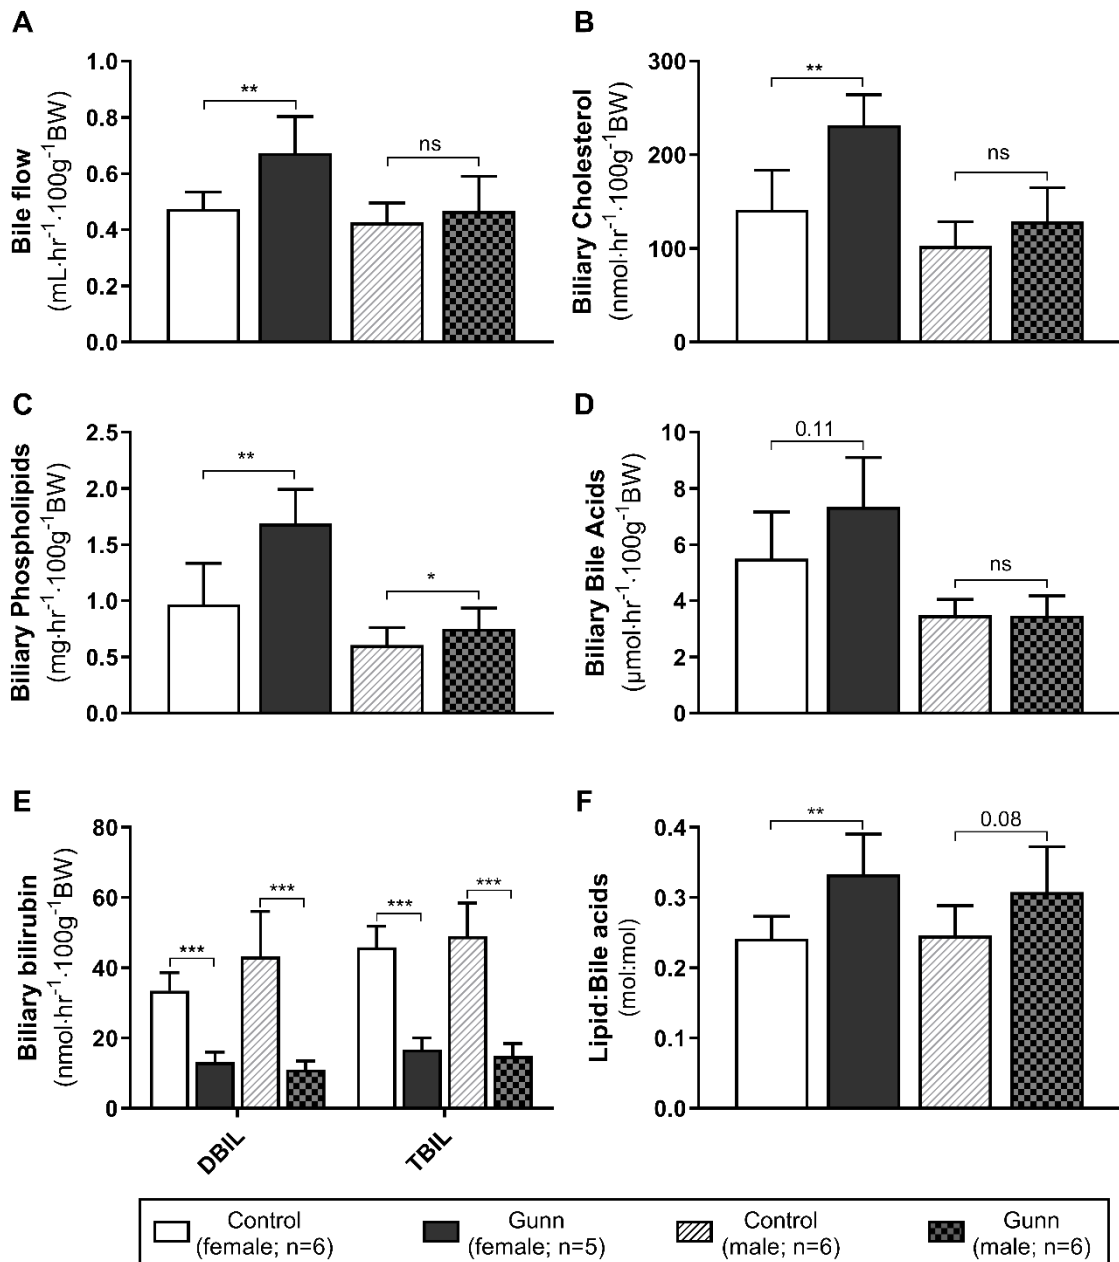 A
Bile flow
(mL·hr⁻¹·100g⁻¹BW)
1.0
0.8
0.6
0.4
0.2
0.0
**
ns
B
Biliary Cholesterol
(nmol·hr⁻¹·100g⁻¹BW)
300
200
100
0
**
ns
C
Biliary Phospholipids
(mg·hr⁻¹·100g⁻¹BW)
2.5
2.0
1.5
1.0
0.5
0.0
**
*
D
Biliary Bile Acids
(µmol·hr⁻¹·100g⁻¹BW)
10
8
6
4
2
0
0.11
ns
E
Biliary bilirubin
(nmol·hr⁻¹·100g⁻¹BW)
80
60
40
20
0
***
***
***
***
DBIL
TBIL
F
Lipid:Bile acids
(mol:mol)
0.4
0.3
0.2
0.1
0.0
**
0.08
Control
(female; n=6)
Gunn
(female; n=5)
Control
(male; n=6)
Gunn
(male; n=6)